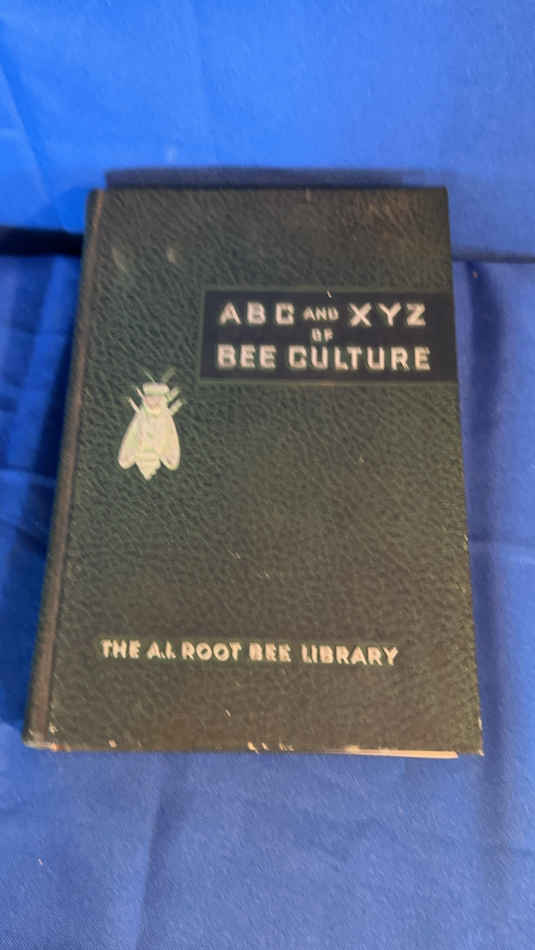 ABC AND XYZ
OF
BEE CULTURE
THE A.I. ROOT BEE LIBRARY